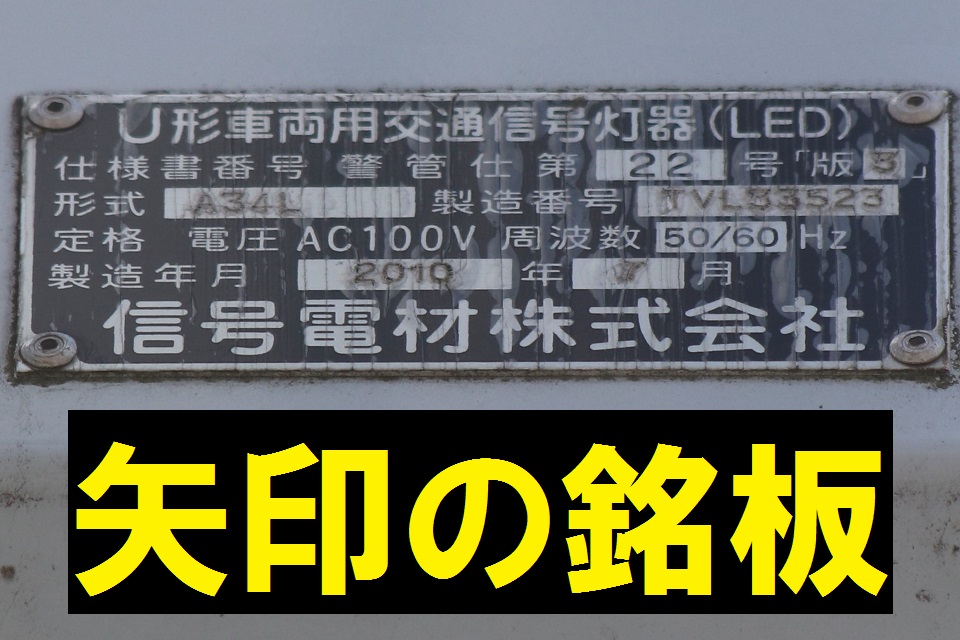 U形車両用交通信号灯器(LED)
仕様書番号 警管仕第 22 号「版3」
形式 A34L 製造番号 TVL33523
定格 電圧 AC100V 周波数 50/60 Hz
製造年月 2010 年 7 月
信号電材株式会社
矢印の銘板